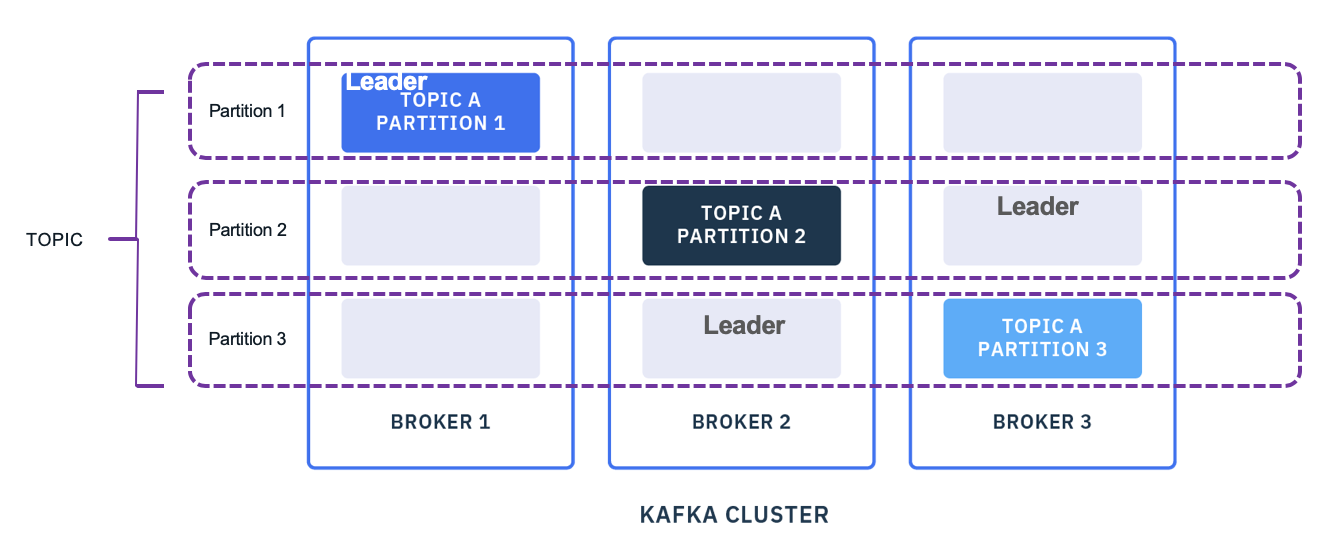 Leader
TOPIC A
PARTITION 1
Partition 1
Leader
TOPIC A
PARTITION 2
Partition 2
TOPIC
Leader
TOPIC A
PARTITION 3
Partition 3
BROKER 1
BROKER 2
BROKER 3
KAFKA CLUSTER